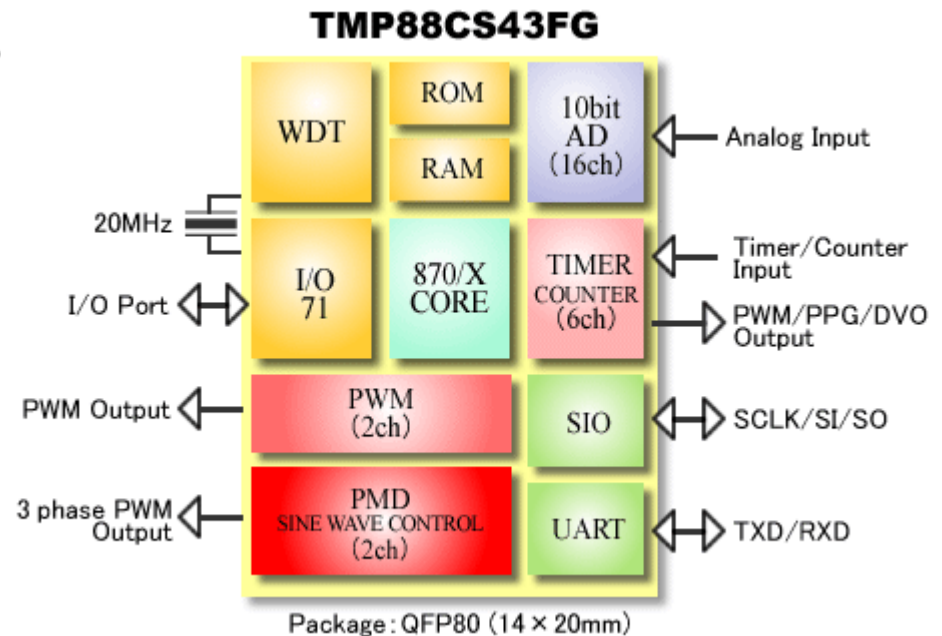 TMP88CS43FG
WDT
ROM
RAM
10bit
AD
(16ch)
Analog Input
20MHz
I/O
71
870/X
CORE
TIMER
COUNTER
(6ch)
Timer/Counter
Input
I/O Port
PWM/PPG/DVO
Output
PWM Output
PWM
(2ch)
SIO
SCLK/SI/SO
3 phase PWM
Output
PMD
SINE WAVE CONTROL
(2ch)
UART
TXD/RXD
Package:QFP80 (14×20mm)